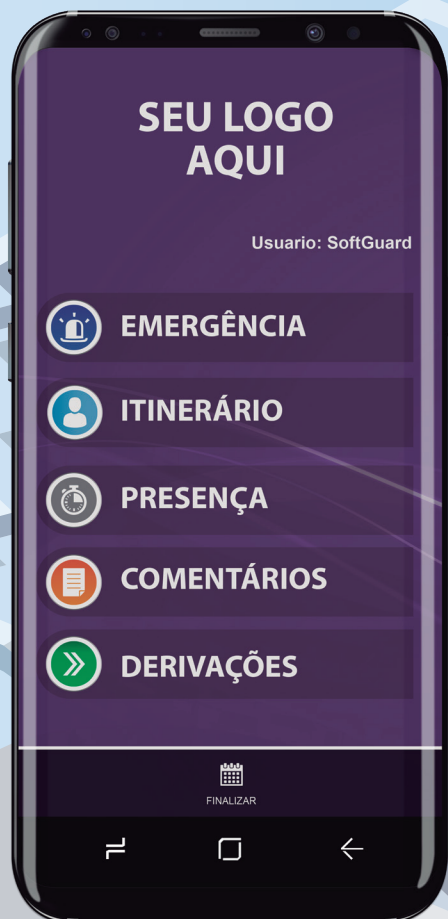 SEU LOGO
AQUI
Usuario: SoftGuard
EMERGÊNCIA
ITINERÁRIO
PRESENÇA
COMENTÁRIOS
DERIVAÇÕES
FINALIZAR